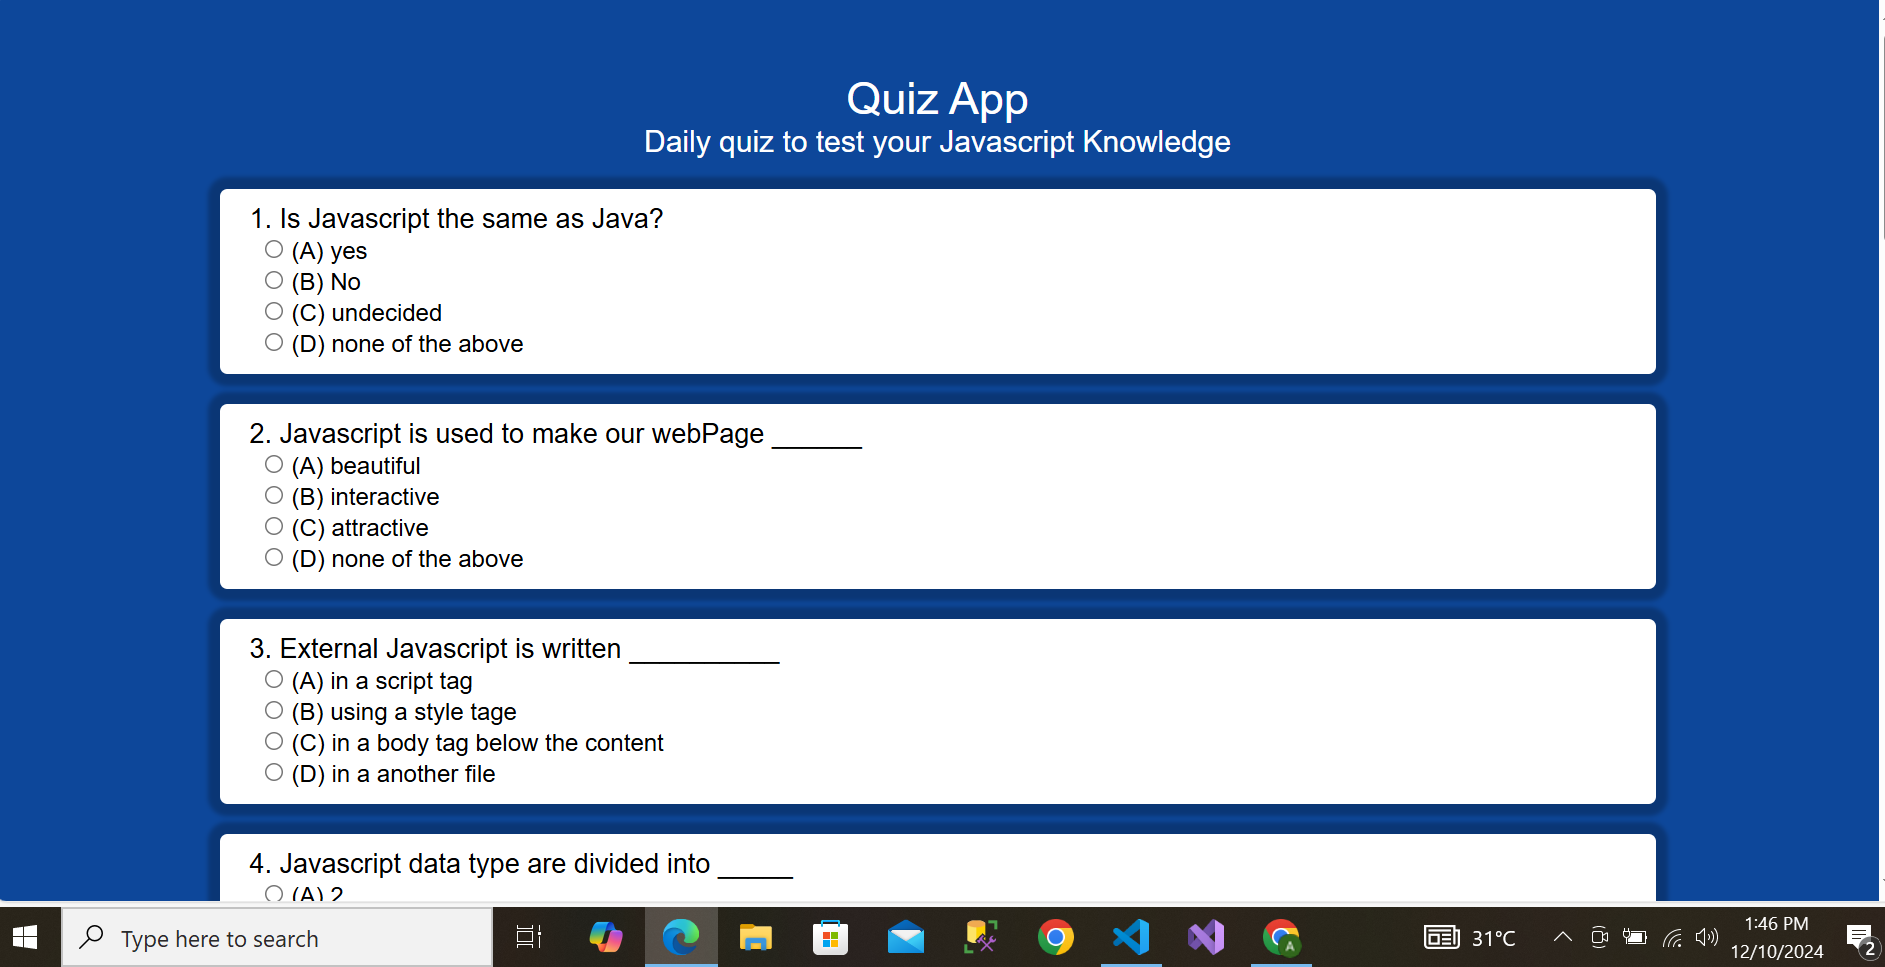 Quiz App
Daily quiz to test your Javascript Knowledge
1. Is Javascript the same as Java?
(A) yes
(B) No
(C) undecided
(D) none of the above
2. Javascript is used to make our webPage ______
(A) beautiful
(B) interactive
(C) attractive
(D) none of the above
3. External Javascript is written __________
(A) in a script tag
(B) using a style tage
(C) in a body tag below the content
(D) in a another file
4. Javascript data type are divided into _____
(A) 2
Type here to search
A
31°C
1:46 PM
12/10/2024
2